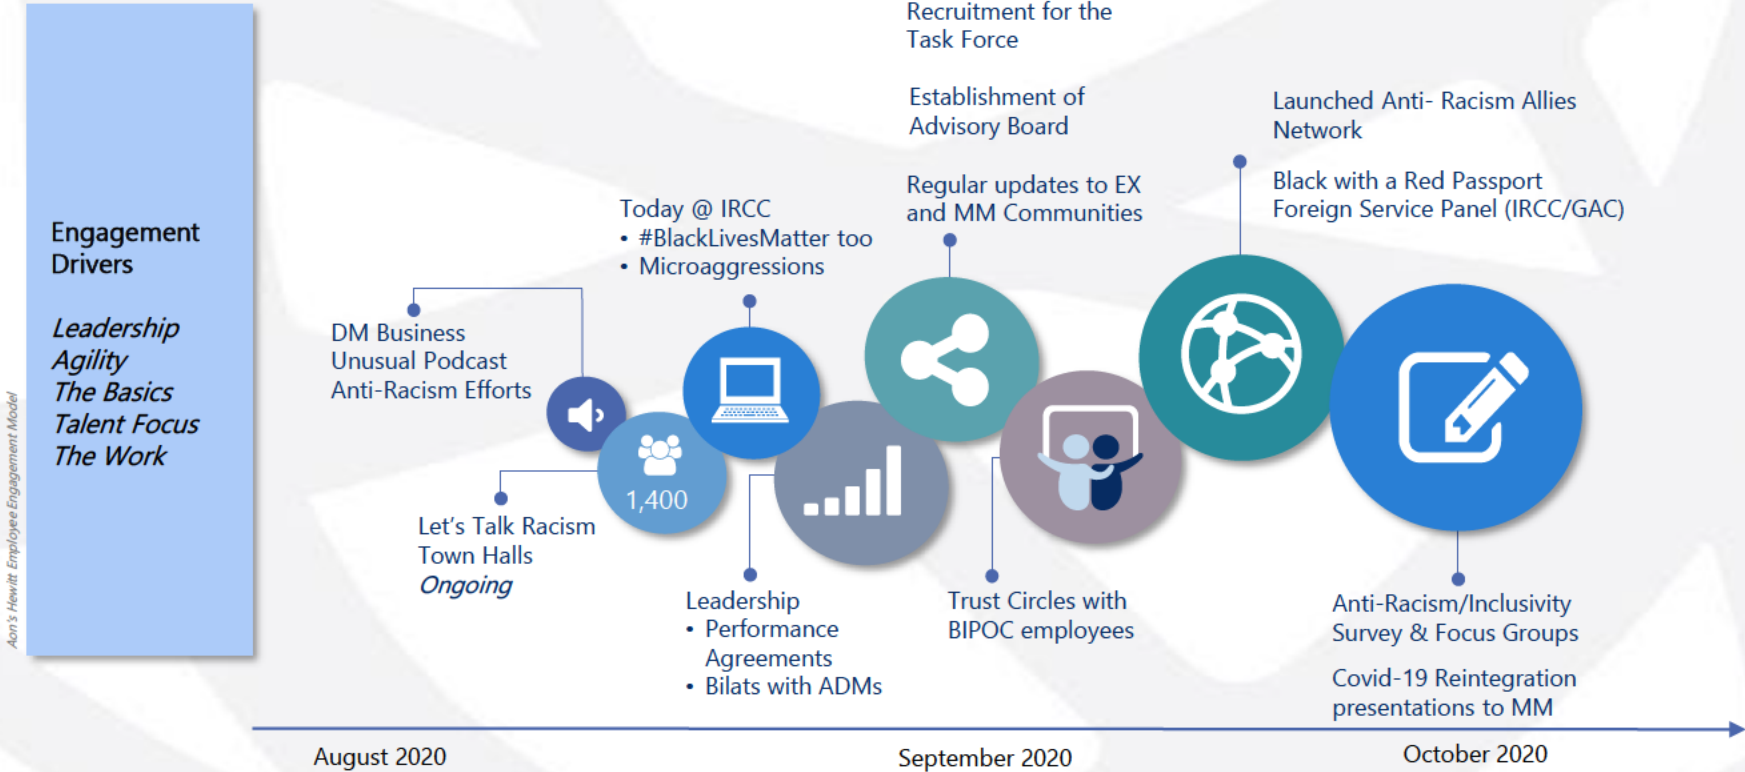 Aon's Hewitt Employee Engagement Model
Engagement
Drivers
Leadership
Agility
The Basics
Talent Focus
The Work
DM Business
Unusual Podcast
Anti-Racism Efforts
Let's Talk Racism
Town Halls
Ongoing
1,400
Today @ IRCC
• #BlackLivesMatter too
• Microaggressions
Leadership
• Performance
Agreements
• Bilats with ADMs
Recruitment for the
Task Force
Establishment of
Advisory Board
Regular updates to EX
and MM Communities
Trust Circles with
BIPOC employees
Launched Anti- Racism Allies
Network
Black with a Red Passport
Foreign Service Panel (IRCC/GAC)
Anti-Racism/Inclusivity
Survey & Focus Groups
Covid-19 Reintegration
presentations to MM
August 2020
September 2020
October 2020